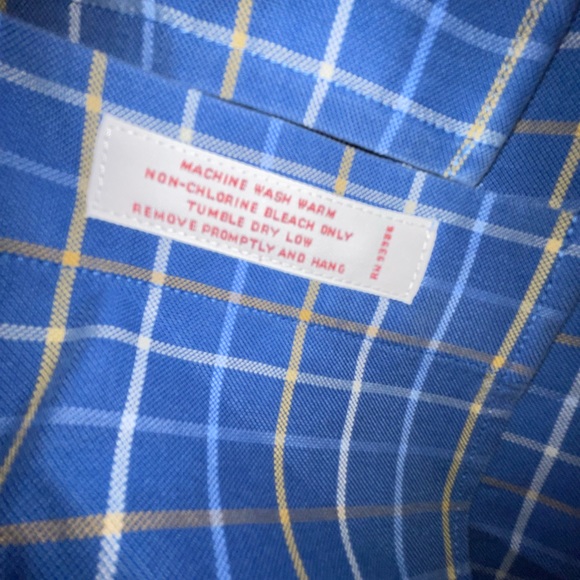 MACHINE WASH WARM
NON-CHLORINE BLEACH ONLY
TUMBLE DRY LOW
REMOVE PROMPTLY AND HANG